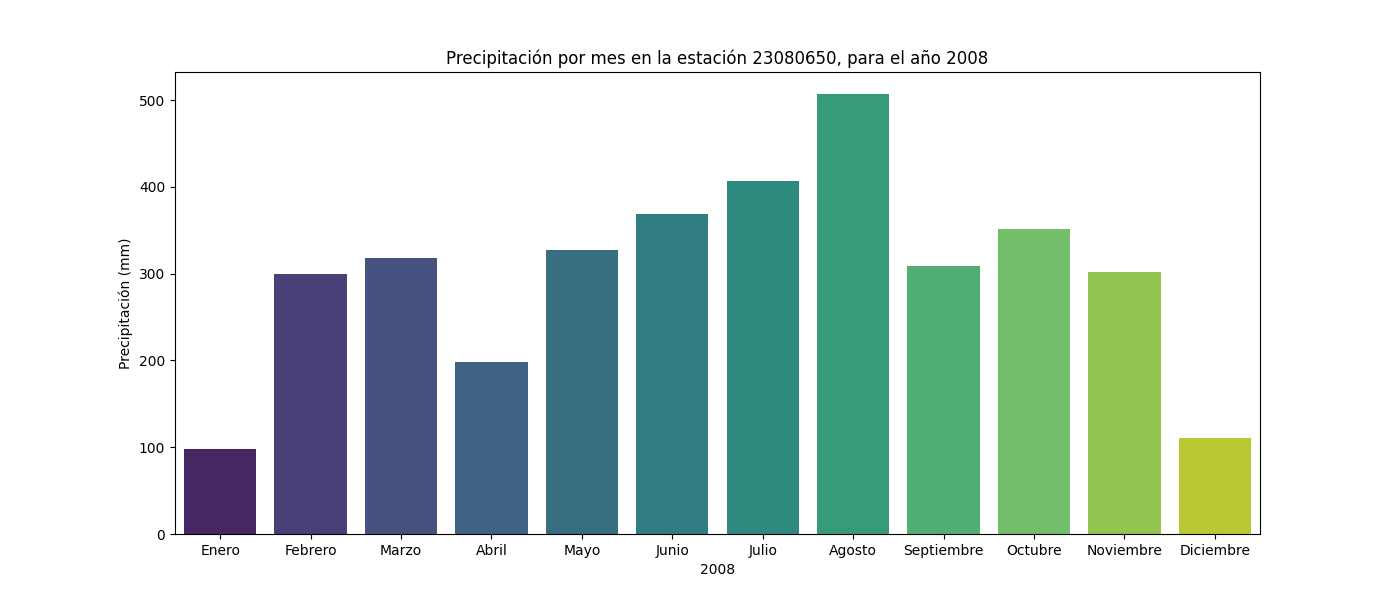 Precipitación por mes en la estación 23080650, para el año 2008
Precipitación (mm)
500
400
300
200
100
0
Enero Febrero Marzo Abril Mayo Junio Julio Agosto Septiembre Octubre Noviembre Diciembre
2008